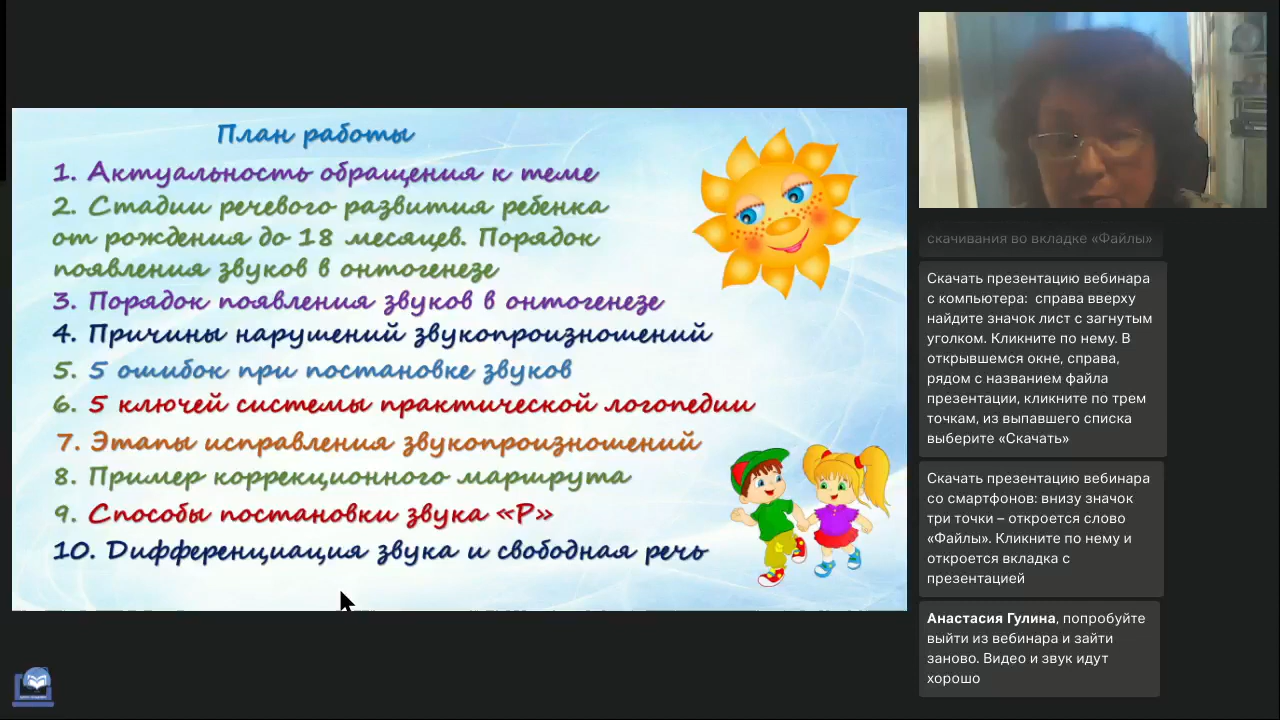 План работы
1. Актуальность обращения к теме
2. Стадии речевого развития ребенка
от рождения до 18 месяцев. Порядок
появления звуков в онтогенезе
3. Порядок появления звуков в онтогенезе
4. Причины нарушений звукопроизношений
5. 5 ошибок при постановке звуков
6. 5 ключей системы практической логопедии
7. Этапы исправления звукопроизношений
8. Пример коррекционного маршрута
9. Способы постановки звука «Р»
10. Дифференциация звука и свободная речь
скачивания во вкладке «Файлы»
Скачать презентацию вебинара
с компьютера: справа вверху
найдите значок лист с загнутым
уголком. Кликните по нему. В
открывшемся окне, справа,
рядом с названием файла
презентации, кликните по трем
точкам, из выпавшего списка
выберите «Скачать»
Скачать презентацию вебинара
со смартфонов: внизу значок
три точки – откроется слово
«Файлы». Кликните по нему и
откроется вкладка с
презентацией
Анастасия Гулина, попробуйте
выйти из вебинара и зайти
заново. Видео и звук идут
хорошо